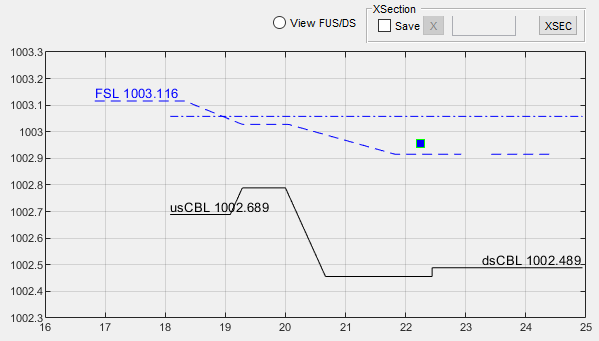 XSection
View FUS/DS
Save
X
XSEC
1003.3
1003.2
FSL 1003.116
1003.1
1003
1002.9
1002.8
usCBL 1002.689
1002.7
1002.6
dsCBL 1002.489
1002.5
1002.4
1002.3
16 17 18 19 20 21 22 23 24 25